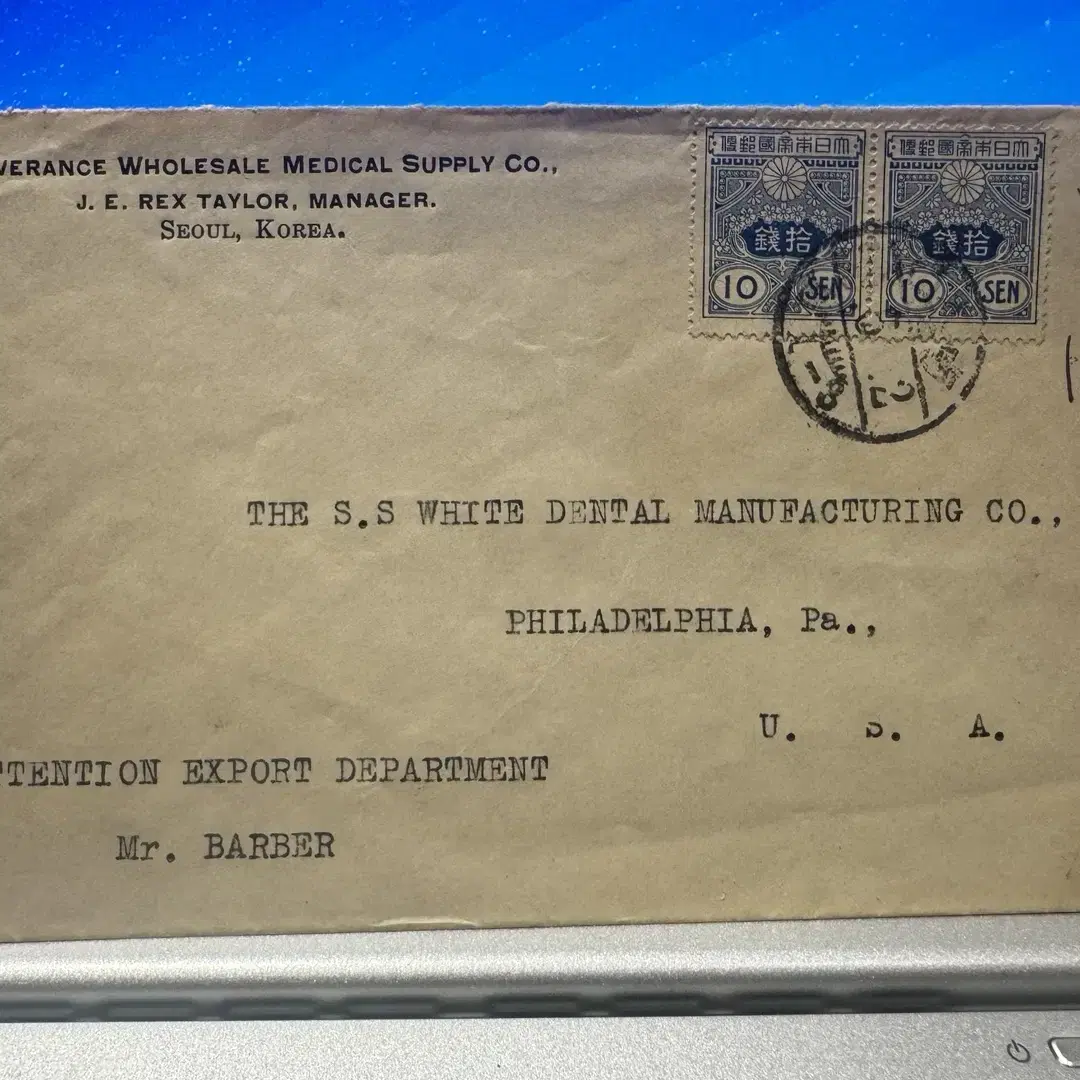 VERANCE WHOLESALE MEDICAL SUPPLY CO.,
J. E. REX TAYLOR, MANAGER.
SEOUL, KOREA.
大日本帝國郵便 大日本帝國郵便
拾錢 拾錢
10 SEN 10 SEN
THE S.S WHITE DENTAL MANUFACTURING CO.,
PHILADELPHIA, Pa.,
U. S. A.
TTENTION EXPORT DEPARTMENT
Mr. BARBER